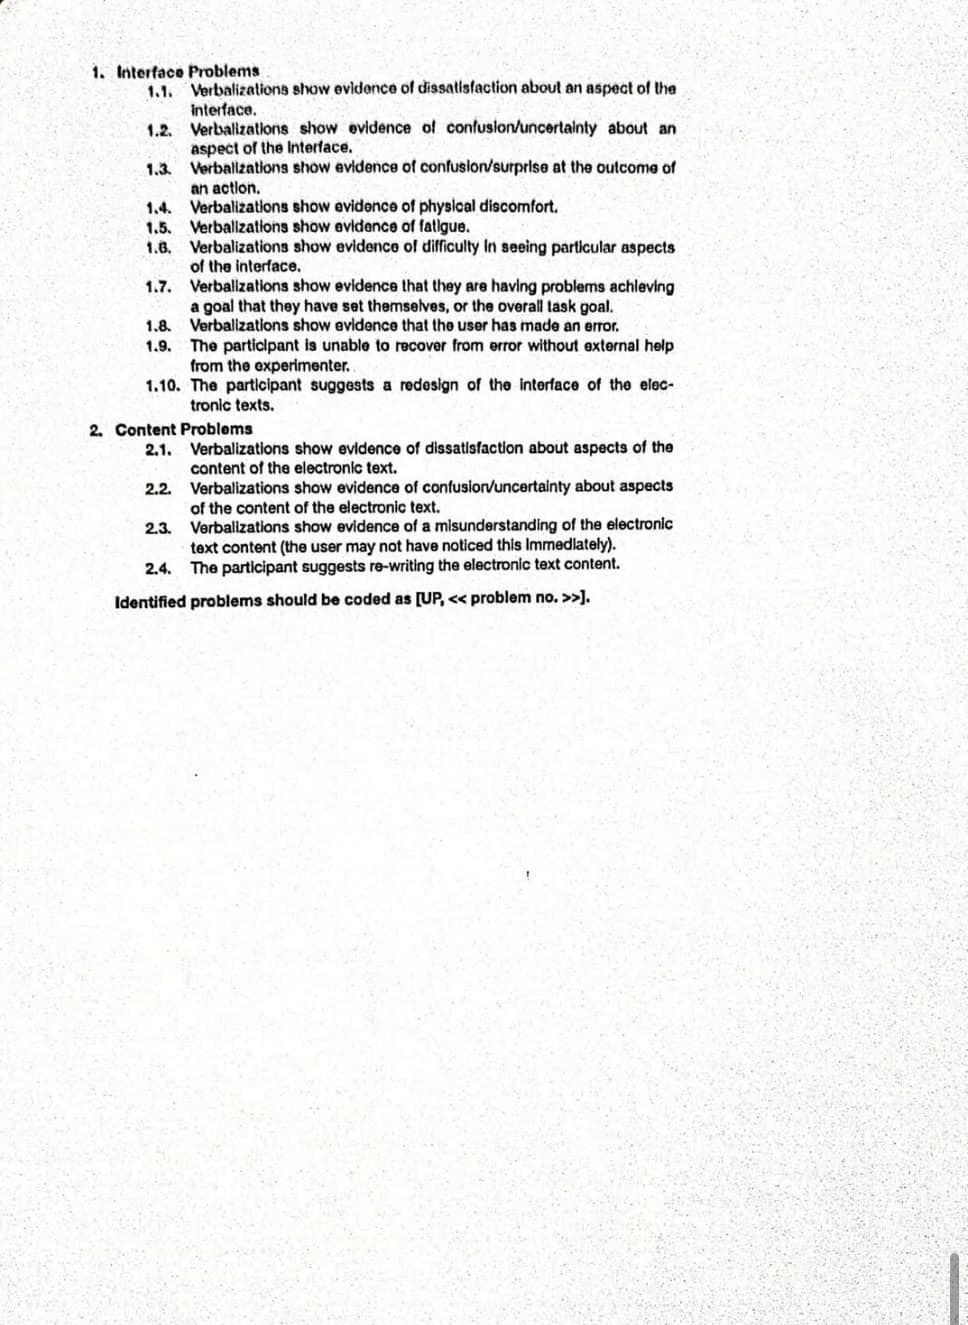 1. Interface Problems
1.1. Verbalizations show evidence of dissatisfaction about an aspect of the
interface.
1.2. Verbalizations show evidence of confusion/uncertainty about an
aspect of the interface.
1.3. Verbalizations show evidence of confusion/surprise at the outcome of
an action.
1.4. Verbalizations show evidence of physical discomfort.
1.5. Verbalizations show evidence of fatigue.
1.6. Verbalizations show evidence of difficulty in seeing particular aspects
of the interface.
1.7. Verbalizations show evidence that they are having problems achieving
a goal that they have set themselves, or the overall task goal.
1.8. Verbalizations show evidence that the user has made an error.
1.9. The participant is unable to recover from error without external help
from the experimenter.
1.10. The participant suggests a redesign of the interface of the elec-
tronic texts.
2. Content Problems
2.1. Verbalizations show evidence of dissatisfaction about aspects of the
content of the electronic text.
2.2. Verbalizations show evidence of confusion/uncertainty about aspects
of the content of the electronic text.
2.3. Verbalizations show evidence of a misunderstanding of the electronic
text content (the user may not have noticed this immediately).
2.4. The participant suggests re-writing the electronic text content.
Identified problems should be coded as [UP, << problem no. >>].